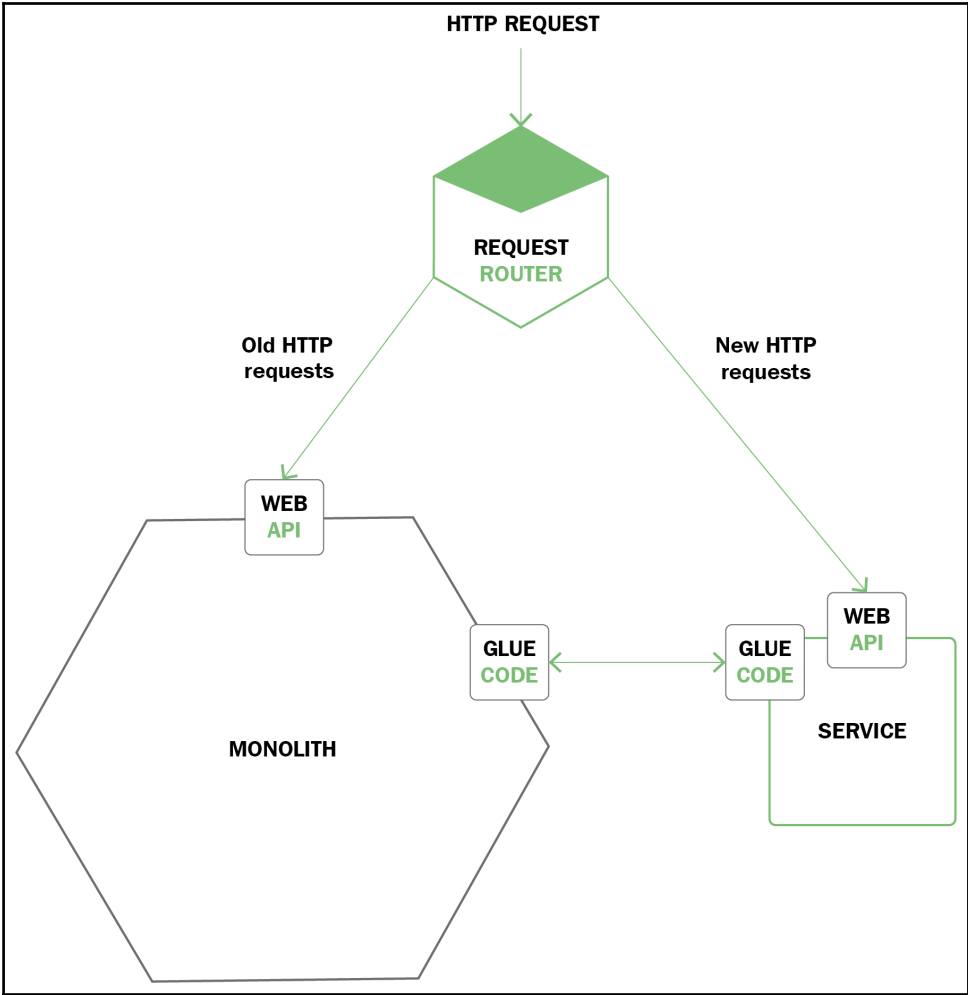 HTTP REQUEST
REQUEST
ROUTER
Old HTTP
requests
New HTTP
requests
WEB
API
GLUE
CODE
GLUE
CODE
WEB
API
MONOLITH
SERVICE